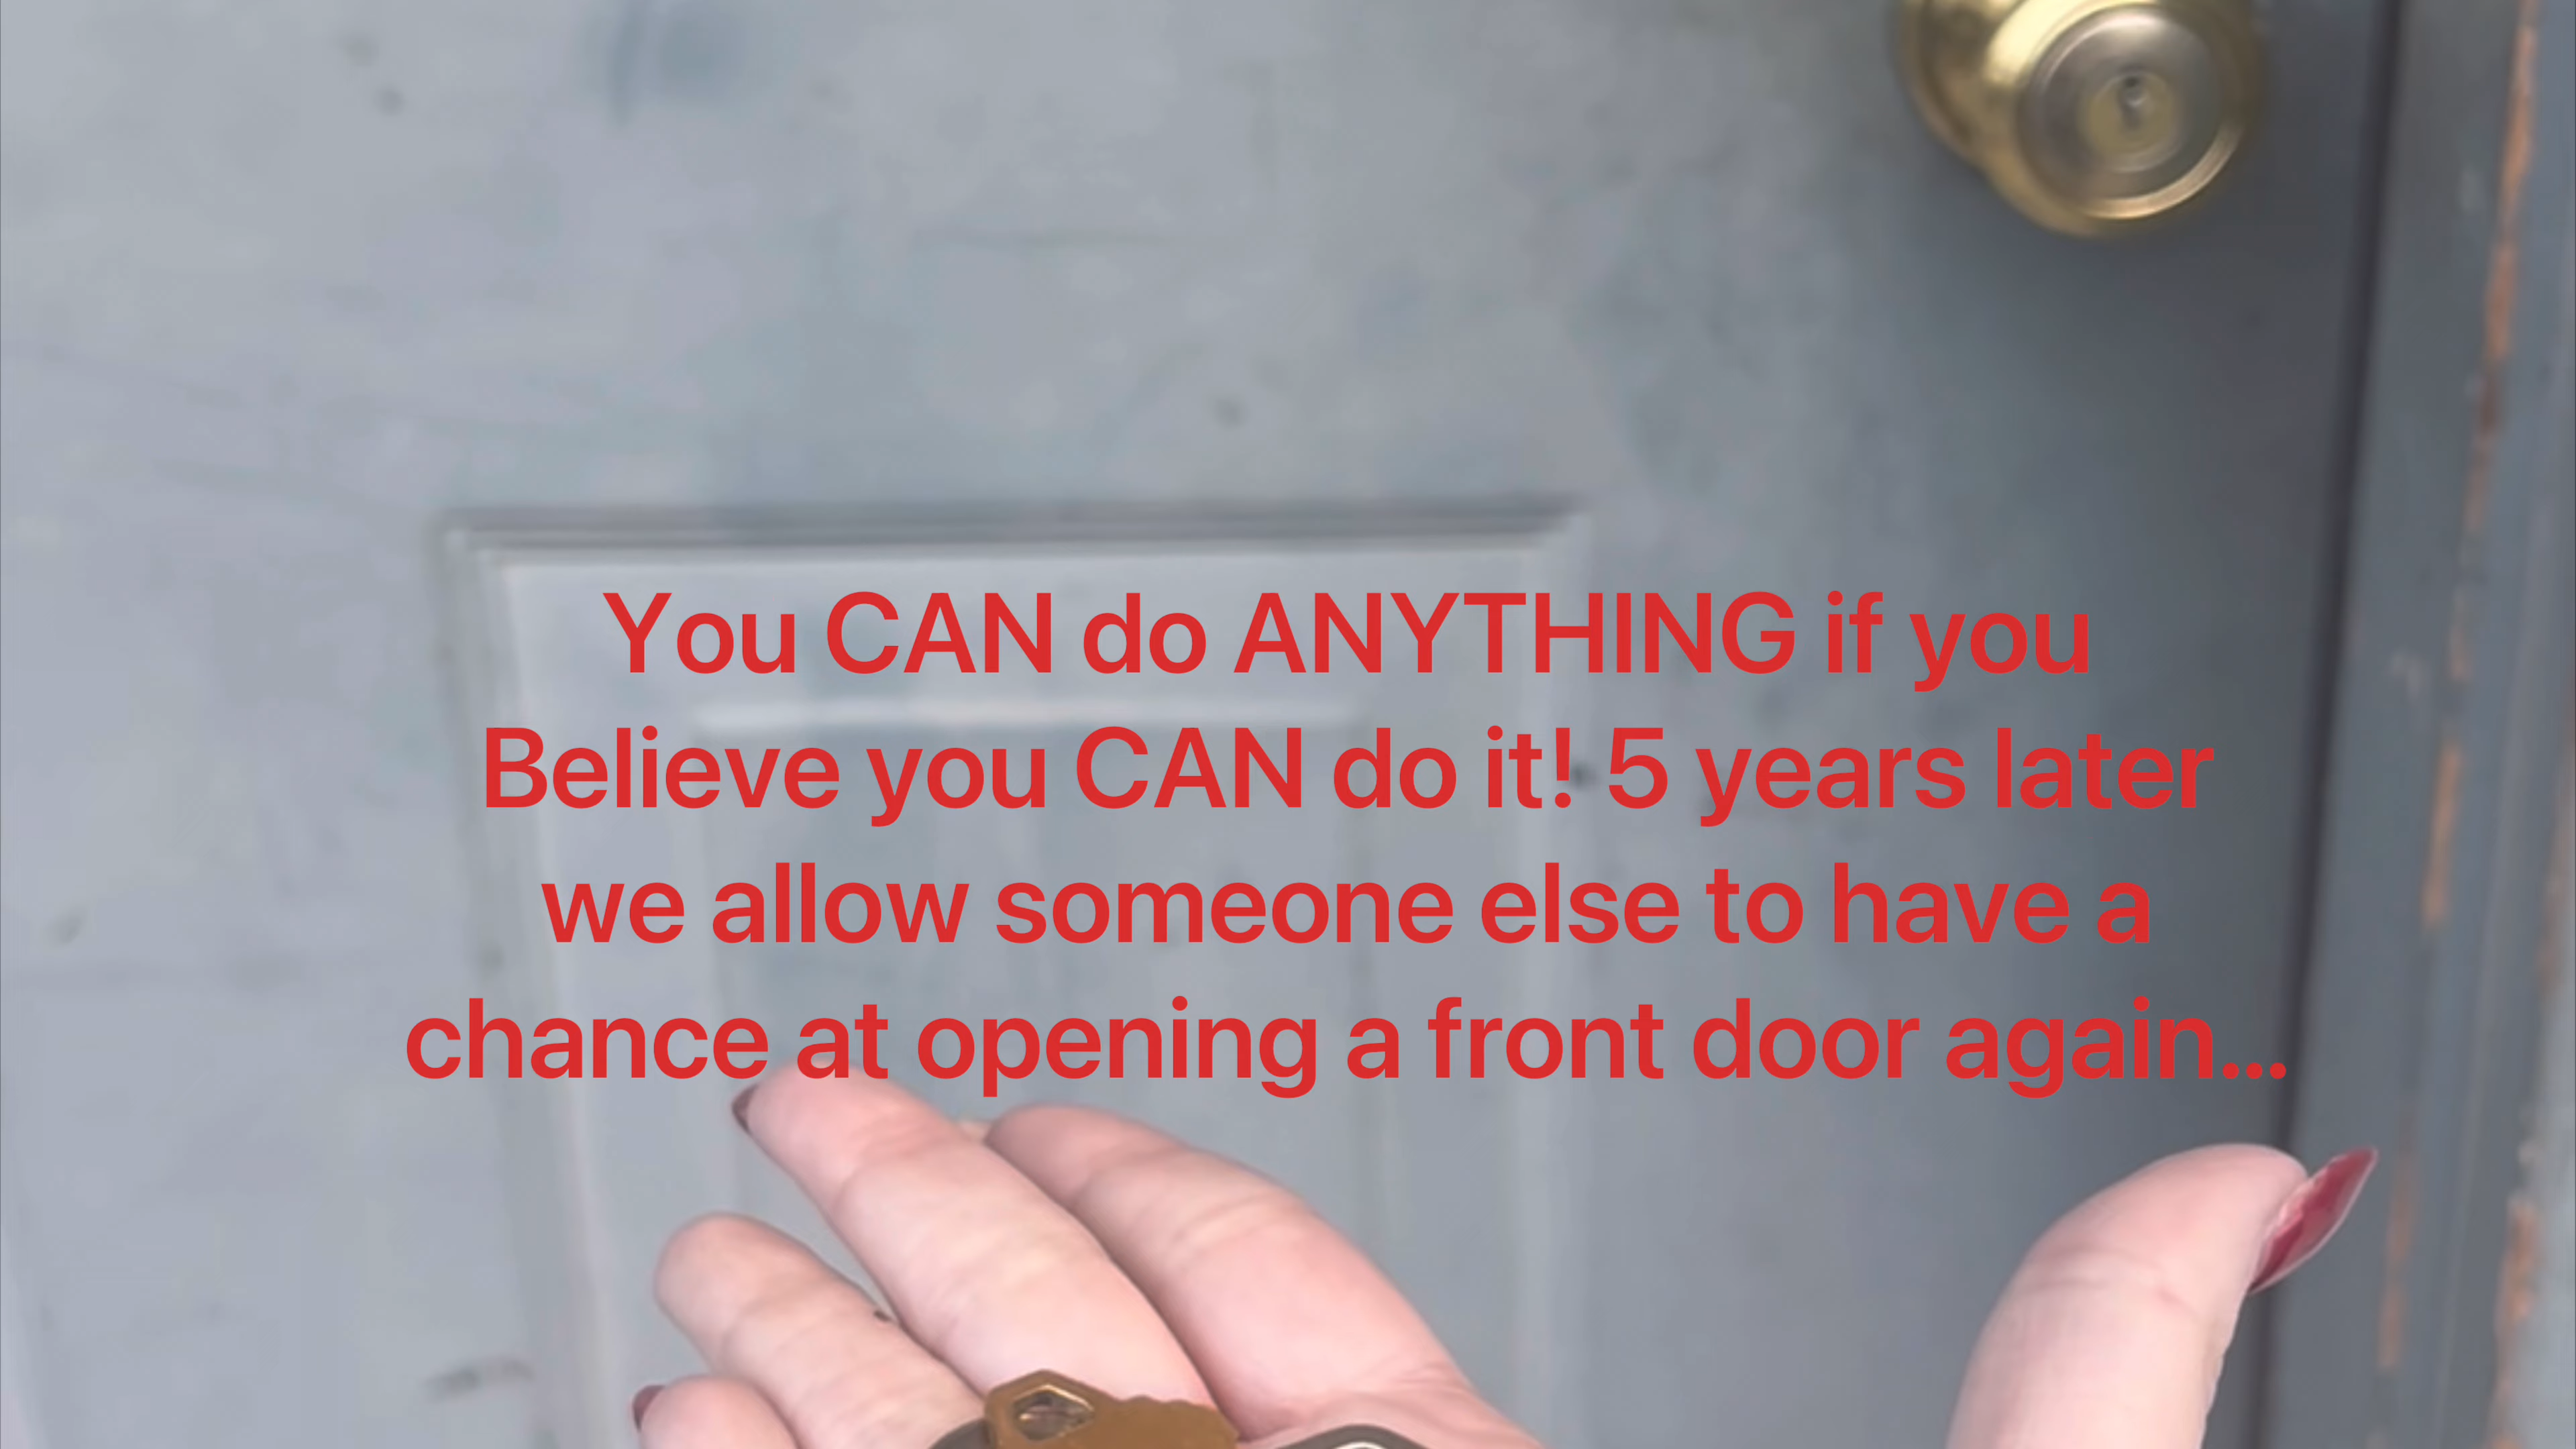 You CAN do ANYTHING if you
Believe you CAN do it! 5 years later
we allow someone else to have a
chance at opening a front door again...